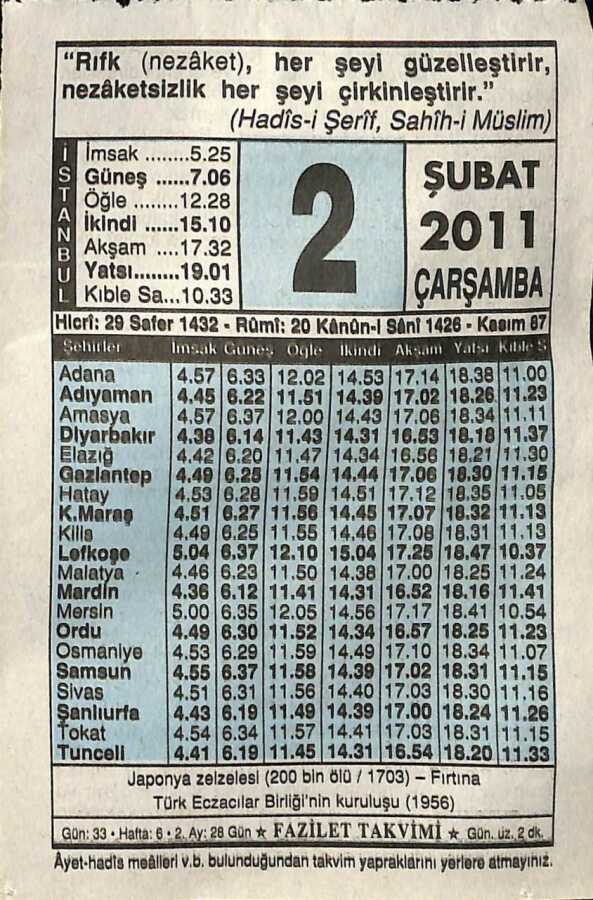 “Rıfk (nezâket), her şeyi güzelleştirir,
nezâketsizlik her şeyi çirkinleştirir.”
(Hadîs-i Şerîf, Sahîh-i Müslim)
İSTANBUL
İmsak ........5.25
Güneş ......7.06
Öğle ........12.28
İkindi ......15.10
Akşam ....17.32
Yatsı........19.01
Kıble Sa...10.33
2
ŞUBAT
2011
ÇARŞAMBA
Hicrî: 29 Safer 1432 - Rûmî: 20 Kânûn-ı Sânî 1426 - Kasım 87
Şehirler İmsak Güneş Öğle İkindi Akşam Yatsı Kıble S
Adana 4.57 6.33 12.02 14.53 17.14 18.38 11.00
Adıyaman 4.45 6.22 11.51 14.39 17.02 18.26 11.23
Amasya 4.57 6.37 12.00 14.43 17.06 18.34 11.11
Diyarbakır 4.38 6.14 11.43 14.31 16.53 18.18 11.37
Elazığ 4.42 6.20 11.47 14.34 16.56 18.21 11.30
Gaziantep 4.49 6.25 11.54 14.44 17.06 18.30 11.15
Hatay 4.53 6.28 11.59 14.51 17.12 18.35 11.05
K.Maraş 4.51 6.27 11.56 14.45 17.07 18.32 11.13
Kilis 4.49 6.25 11.55 14.46 17.08 18.31 11.13
Lefkoşe 5.04 6.37 12.10 15.04 17.25 18.47 10.37
Malatya 4.46 6.23 11.50 14.38 17.00 18.25 11.24
Mardin 4.36 6.12 11.41 14.31 16.52 18.16 11.41
Mersin 5.00 6.35 12.05 14.56 17.17 18.41 10.54
Ordu 4.49 6.30 11.52 14.34 16.57 18.25 11.23
Osmaniye 4.53 6.29 11.59 14.49 17.10 18.34 11.07
Samsun 4.55 6.37 11.58 14.39 17.02 18.31 11.15
Sivas 4.51 6.31 11.56 14.40 17.03 18.30 11.16
Şanlıurfa 4.43 6.19 11.49 14.39 17.00 18.24 11.26
Tokat 4.54 6.34 11.57 14.41 17.03 18.31 11.15
Tunceli 4.41 6.19 11.45 14.31 16.54 18.20 11.33
Japonya zelzelesi (200 bin ölü / 1703) – Fırtına
Türk Eczacılar Birliği'nin kuruluşu (1956)
Gün: 33 • Hafta: 6 • 2. Ay: 28 Gün ★ FAZİLET TAKVİMİ ★ Gün. uz. 2 dk.
Âyet-hadîs meâlleri v.b. bulunduğundan takvim yapraklarını yerlere atmayınız.